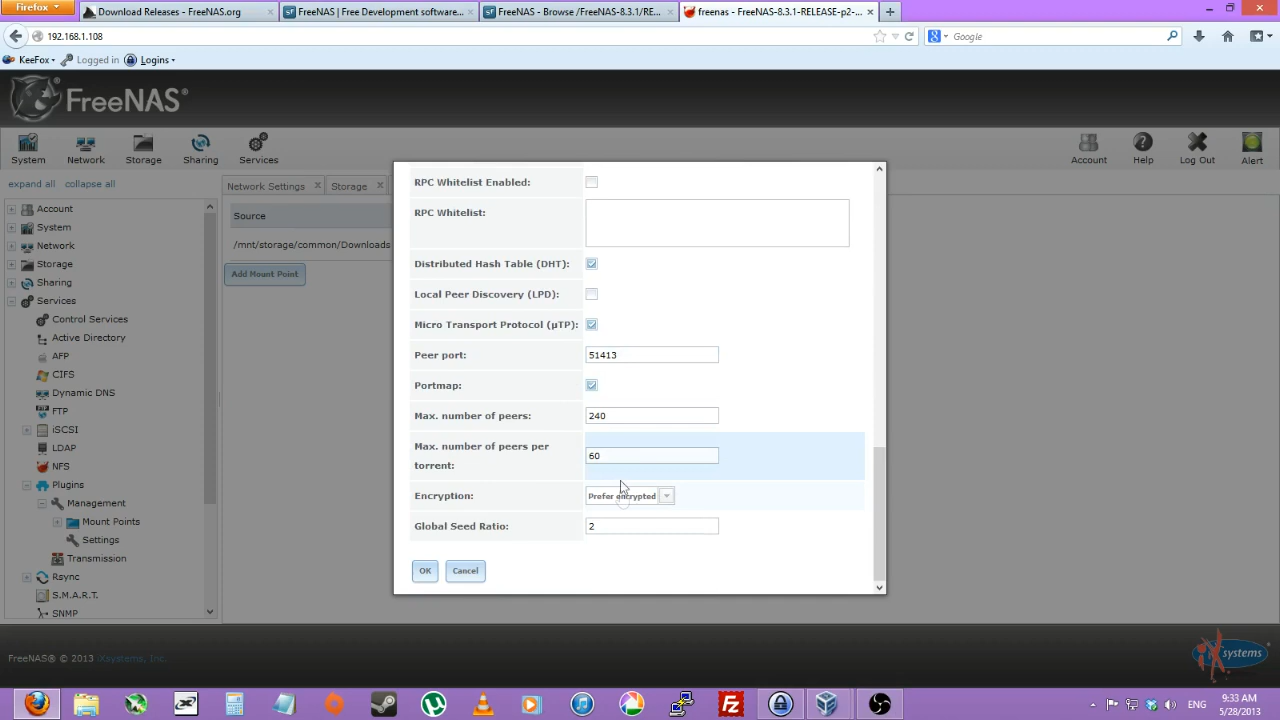 Firefox
Download Releases - FreeNAS.org
FreeNAS | Free Development software...
FreeNAS - Browse /FreeNAS-8.3.1/RE...
freenas - FreeNAS-8.3.1-RELEASE-p2-...
192.168.1.108
Google
KeeFox
Logged in
Logins
FreeNAS®
System
Network
Storage
Sharing
Services
Account
Help
Log Out
Alert
expand all
collapse all
Account
System
Network
Storage
Sharing
Services
Control Services
Active Directory
AFP
CIFS
Dynamic DNS
FTP
iSCSI
LDAP
NFS
Plugins
Management
Mount Points
Settings
Transmission
Rsync
S.M.A.R.T.
SNMP
Network Settings
Storage
Source
/mnt/storage/common/Downloads
Add Mount Point
RPC Whitelist Enabled:
RPC Whitelist:
Distributed Hash Table (DHT):
Local Peer Discovery (LPD):
Micro Transport Protocol (µTP):
Peer port: 51413
Portmap:
Max. number of peers: 240
Max. number of peers per
torrent: 60
Encryption: Prefer encrypted
Global Seed Ratio: 2
OK
Cancel
FreeNAS® © 2013 iXsystems, Inc.
iXsystems
ENG
9:33 AM
5/28/2013